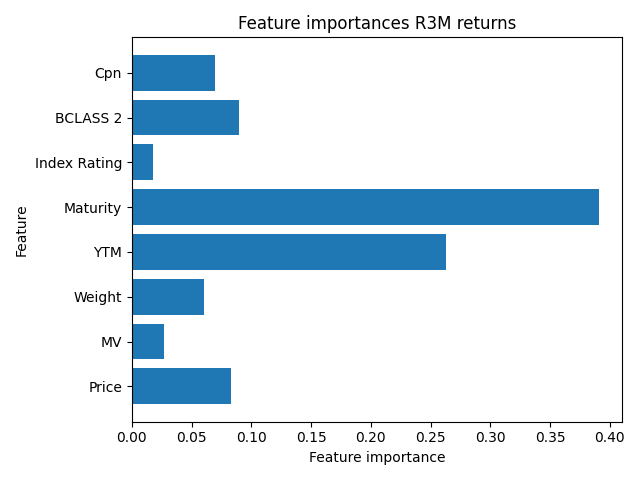 Feature importances R3M returns
Feature
Cpn
BCLASS 2
Index Rating
Maturity
YTM
Weight
MV
Price
0.00 0.05 0.10 0.15 0.20 0.25 0.30 0.35 0.40
Feature importance